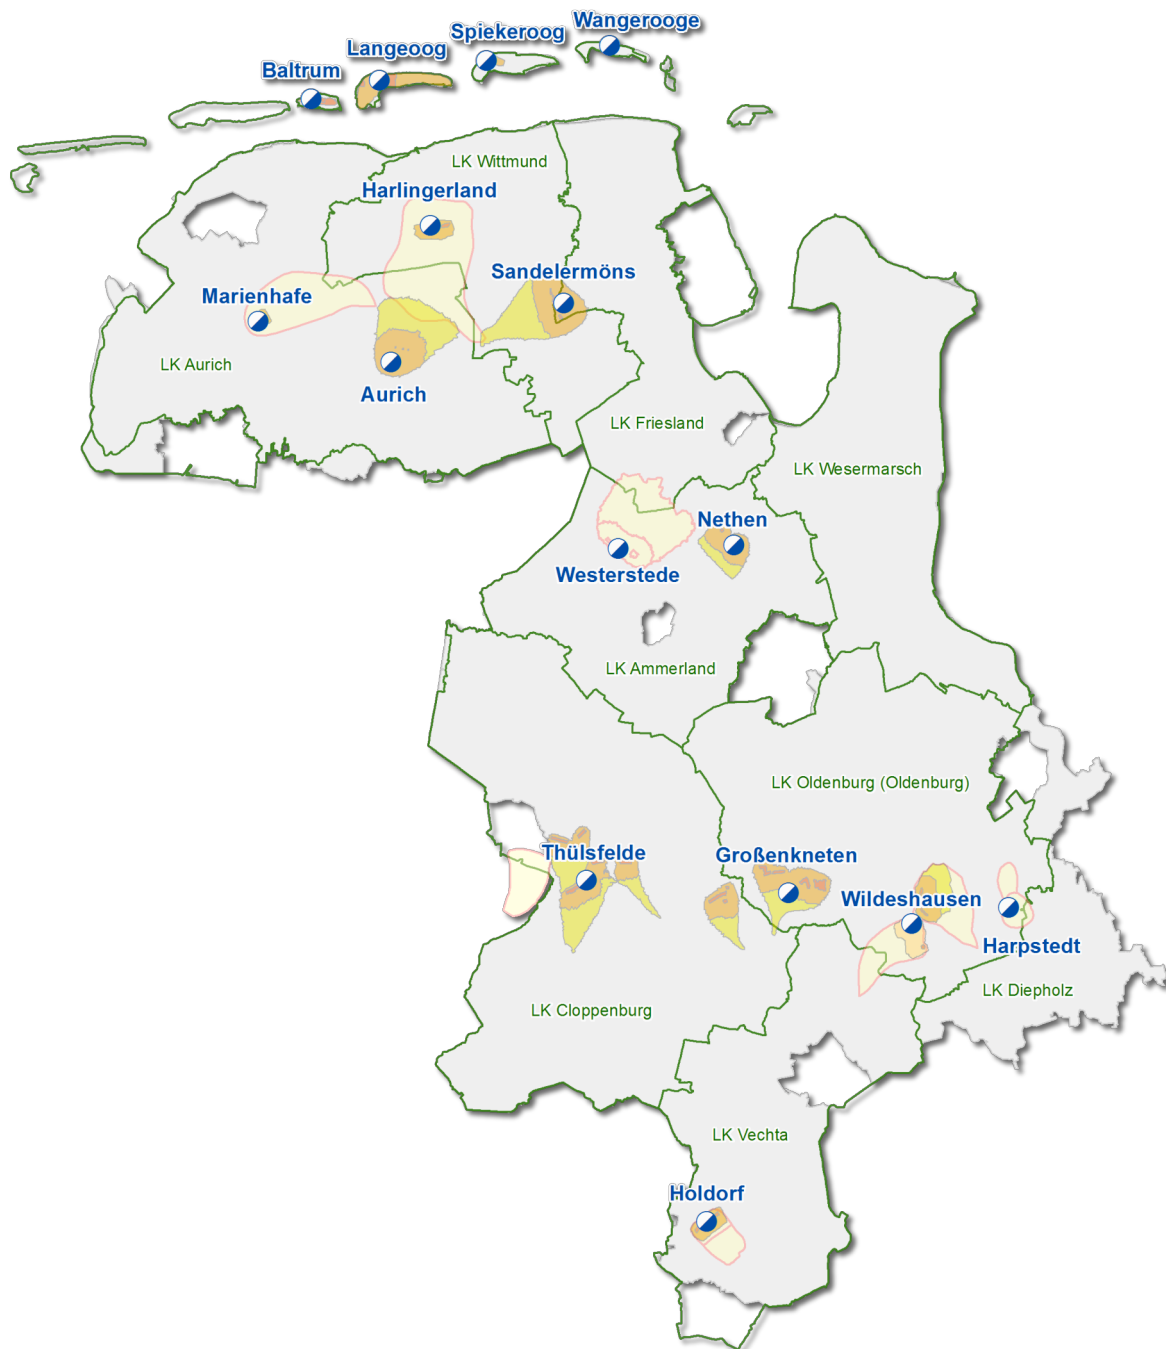 Wangerooge
Spiekeroog
Langeoog
Baltrum
LK Wittmund
Harlingerland
Sandelermöns
Marienhafe
LK Aurich
Aurich
LK Friesland
LK Wesermarsch
Nethen
Westerstede
LK Ammerland
LK Oldenburg (Oldenburg)
Thülsfelde
Großenkneten
Wildeshausen
Harpstedt
LK Diepholz
LK Cloppenburg
LK Vechta
Holdorf